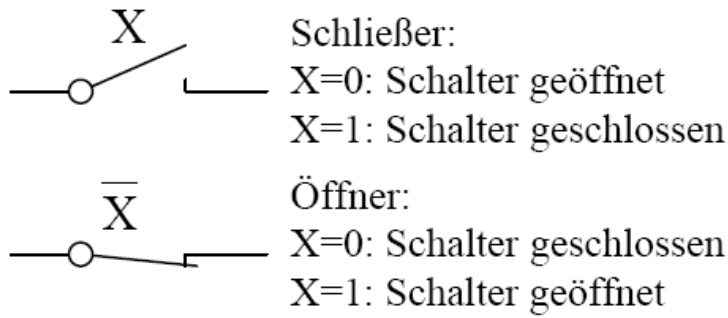 X
Schließer:
X=0: Schalter geöffnet
X=1: Schalter geschlossen
X̅
Öffner:
X=0: Schalter geschlossen
X=1: Schalter geöffnet